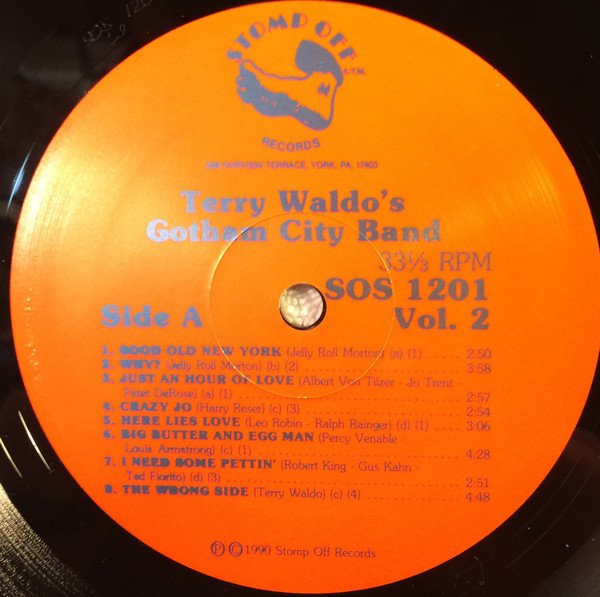 STOMP OFF
T.M.
RECORDS
TERRACE, YORK, PA, 17403
Terry Waldo's
Gotham City Band
33⅓ RPM
SOS 1201
Side A
Vol. 2
1. GOOD OLD NEW YORK (Jelly Roll Morton) (a) (1) ....... 2:50
2. WHY? (Jelly Roll Morton) (b) (2) ....... 3:58
3. JUST AN HOUR OF LOVE (Albert Von Tilzer - Jo Trent -
Peter DeRose) (a) (1) ....... 2:57
4. CRAZY JO (Harry Reser) (c) (3) ....... 2:54
5. HERE LIES LOVE (Leo Robin - Ralph Rainger) (d) (1) ....... 3:06
6. BIG BUTTER AND EGG MAN (Percy Venable -
Louis Armstrong) (c) (1) ....... 4:28
7. I NEED SOME PETTIN' (Robert King - Gus Kahn -
Ted Fiorito) (d) (3) ....... 2:51
8. THE WRONG SIDE (Terry Waldo) (c) (4) ....... 4:48
Ⓟ © 1990 Stomp Off Records